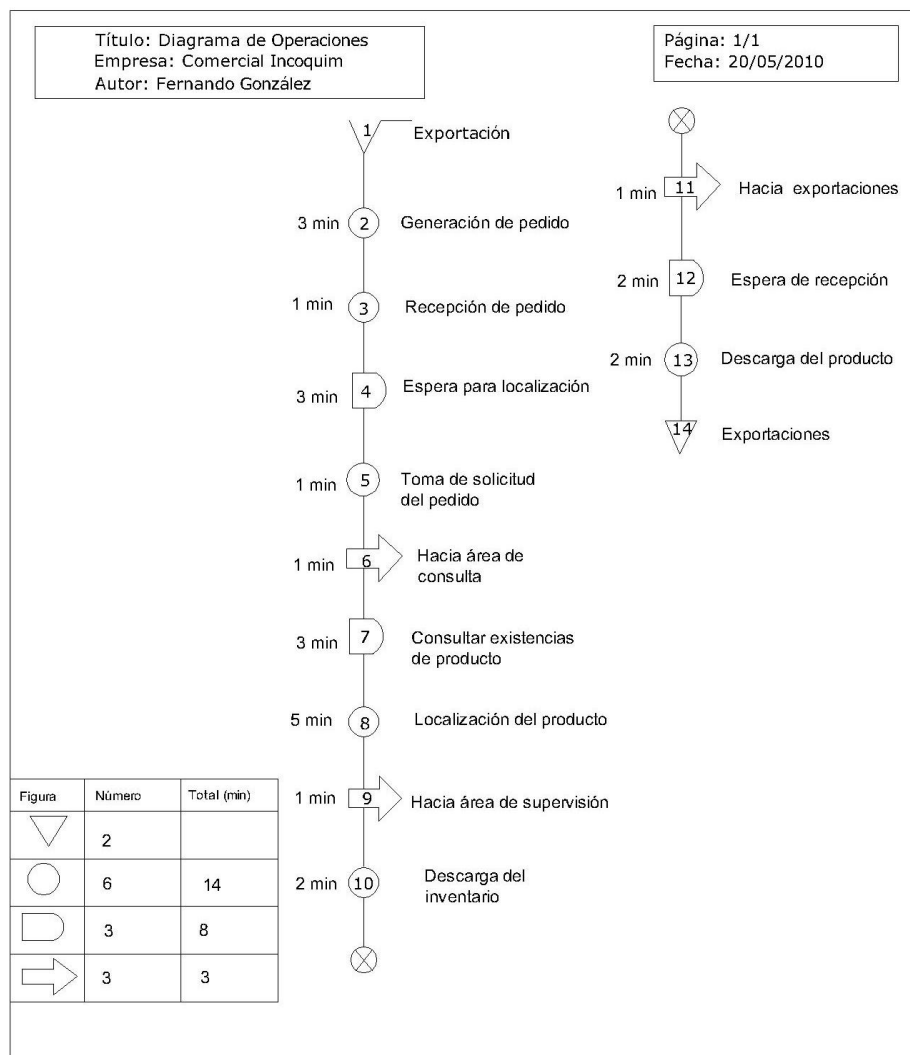 Título: Diagrama de Operaciones
Empresa: Comercial Incoquim
Autor: Fernando González
Página: 1/1
Fecha: 20/05/2010
1 Exportación
3 min 2 Generación de pedido
1 min 3 Recepción de pedido
3 min 4 Espera para localización
1 min 5 Toma de solicitud
del pedido
1 min 6 Hacia área de
consulta
3 min 7 Consultar existencias
de producto
5 min 8 Localización del producto
1 min 9 Hacia área de supervisión
2 min 10 Descarga del
inventario
1 min 11 Hacia exportaciones
2 min 12 Espera de recepción
2 min 13 Descarga del producto
14 Exportaciones
Figura Número Total (min)
2
6 14
3 8
3 3